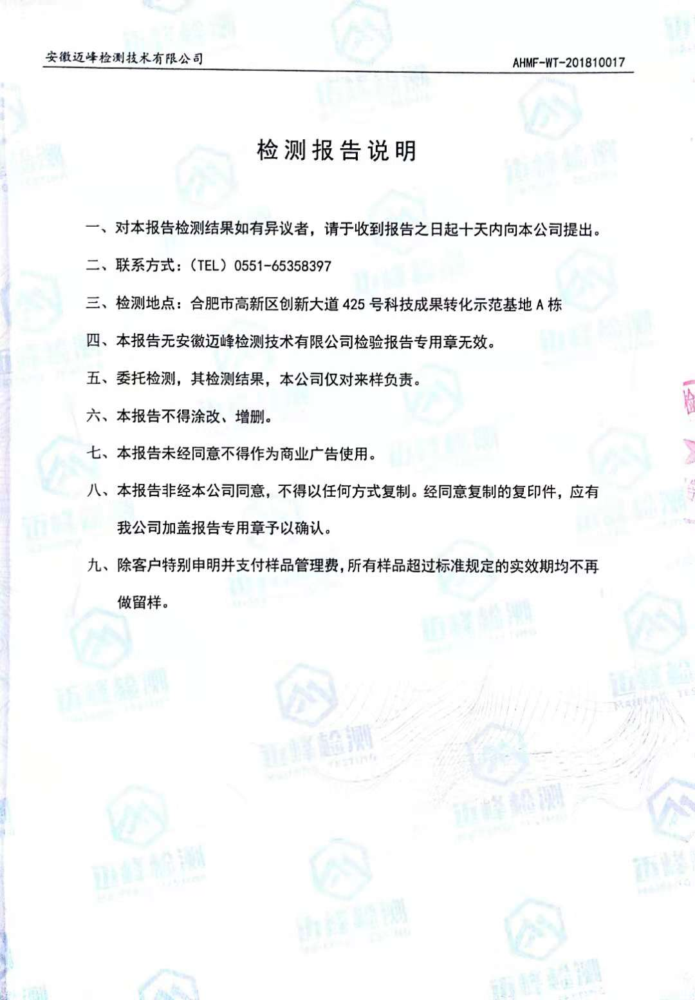 安徽迈峰检测技术有限公司
AHMF-WT-201810017
检测报告说明
一、对本报告检测结果如有异议者，请于收到报告之日起十天内向本公司提出。
二、联系方式：（TEL）0551-65358397
三、检测地点：合肥市高新区创新大道 425 号科技成果转化示范基地 A 栋
四、本报告无安徽迈峰检测技术有限公司检验报告专用章无效。
五、委托检测，其检测结果，本公司仅对来样负责。
六、本报告不得涂改、增删。
七、本报告未经同意不得作为商业广告使用。
八、本报告非经本公司同意，不得以任何方式复制。经同意复制的复印件，应有
我公司加盖报告专用章予以确认。
九、除客户特别申明并支付样品管理费，所有样品超过标准规定的实效期均不再
做留样。
检